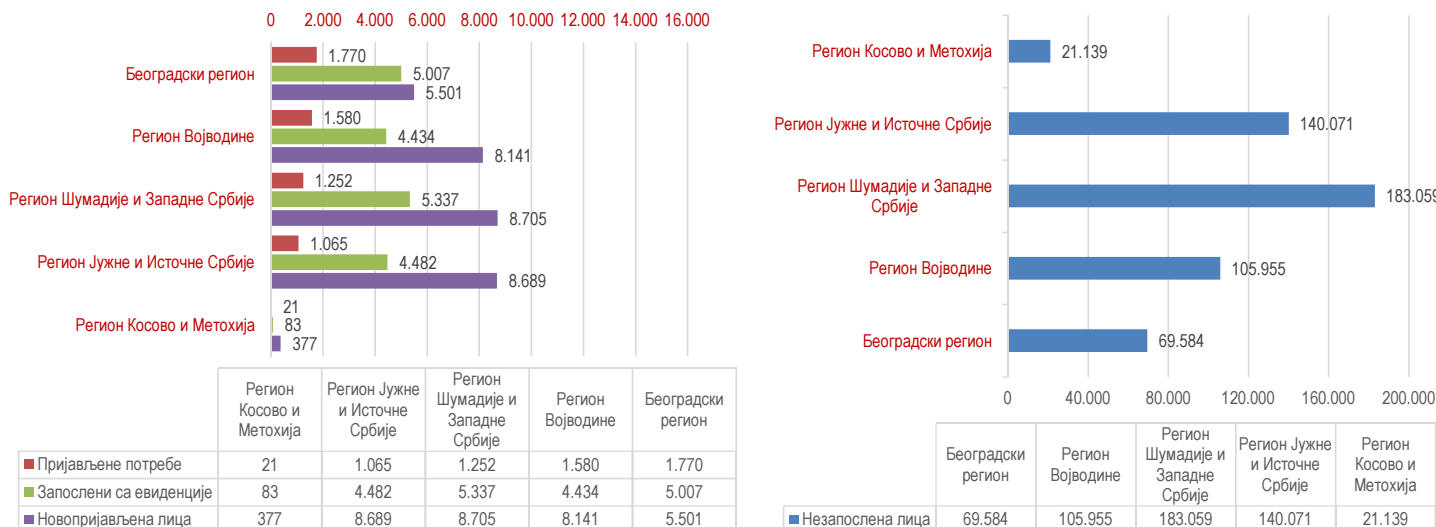 0 2.000 4.000 6.000 8.000 10.000 12.000 14.000 16.000
Београдски регион
1.770
5.007
5.501
Регион Војводине
1.580
4.434
8.141
Регион Шумадије и Западне Србије
1.252
5.337
8.705
Регион Јужне и Источне Србије
1.065
4.482
8.689
Регион Косово и Метохија
21
83
377
Регион Косово и Метохија
Регион Јужне и Источне Србије
Регион Шумадије и Западне Србије
Регион Војводине
Београдски регион
Пријављене потребе 21 1.065 1.252 1.580 1.770
Запослени са евиденције 83 4.482 5.337 4.434 5.007
Новопријављена лица 377 8.689 8.705 8.141 5.501
Регион Косово и Метохија 21.139
Регион Јужне и Источне Србије 140.071
Регион Шумадије и Западне
Србије
183.059
Регион Војводине 105.955
Београдски регион 69.584
0 40.000 80.000 120.000 160.000 200.000
Београдски регион
Регион Војводине
Регион Шумадије и Западне Србије
Регион Јужне и Источне Србије
Регион Косово и Метохија
Незапослена лица 69.584 105.955 183.059 140.071 21.139